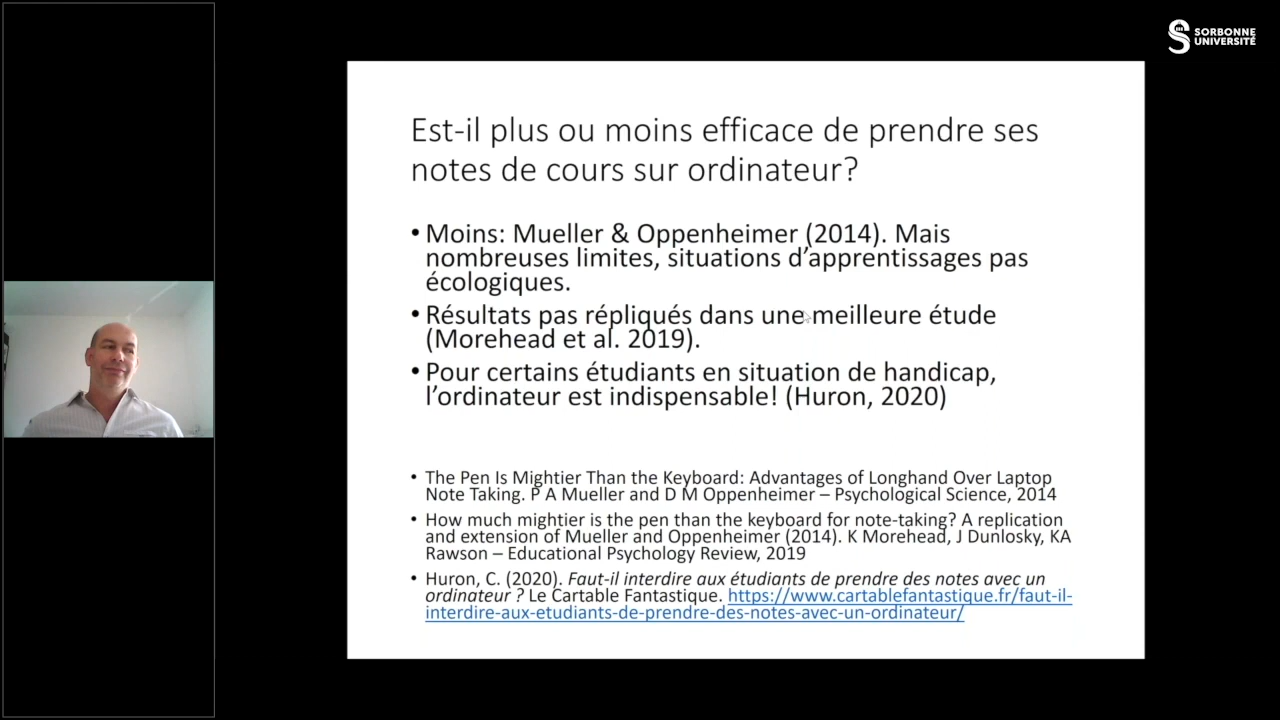 SORBONNE
UNIVERSITÉ
Est-il plus ou moins efficace de prendre ses
notes de cours sur ordinateur?
• Moins: Mueller & Oppenheimer (2014). Mais
nombreuses limites, situations d’apprentissages pas
écologiques.
• Résultats pas répliqués dans une meilleure étude
(Morehead et al. 2019).
• Pour certains étudiants en situation de handicap,
l’ordinateur est indispensable! (Huron, 2020)
• The Pen Is Mightier Than the Keyboard: Advantages of Longhand Over Laptop
Note Taking. P A Mueller and D M Oppenheimer – Psychological Science, 2014
• How much mightier is the pen than the keyboard for note-taking? A replication
and extension of Mueller and Oppenheimer (2014). K Morehead, J Dunlosky, KA
Rawson – Educational Psychology Review, 2019
• Huron, C. (2020). Faut-il interdire aux étudiants de prendre des notes avec un
ordinateur ? Le Cartable Fantastique. https://www.cartablefantastique.fr/faut-il-
interdire-aux-etudiants-de-prendre-des-notes-avec-un-ordinateur/